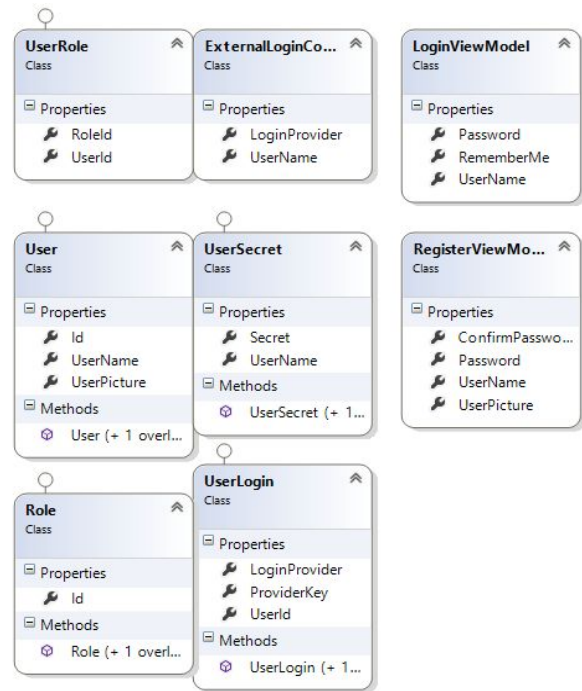 UserRole
Class
Properties
RoleId
UserId
ExternalLoginCo...
Class
Properties
LoginProvider
UserName
LoginViewModel
Class
Properties
Password
RememberMe
UserName
User
Class
Properties
Id
UserName
UserPicture
Methods
User (+ 1 overl...
UserSecret
Class
Properties
Secret
UserName
Methods
UserSecret (+ 1...
RegisterViewMo...
Class
Properties
ConfirmPasswo...
Password
UserName
UserPicture
Role
Class
Properties
Id
Methods
Role (+ 1 overl...
UserLogin
Class
Properties
LoginProvider
ProviderKey
UserId
Methods
UserLogin (+ 1...